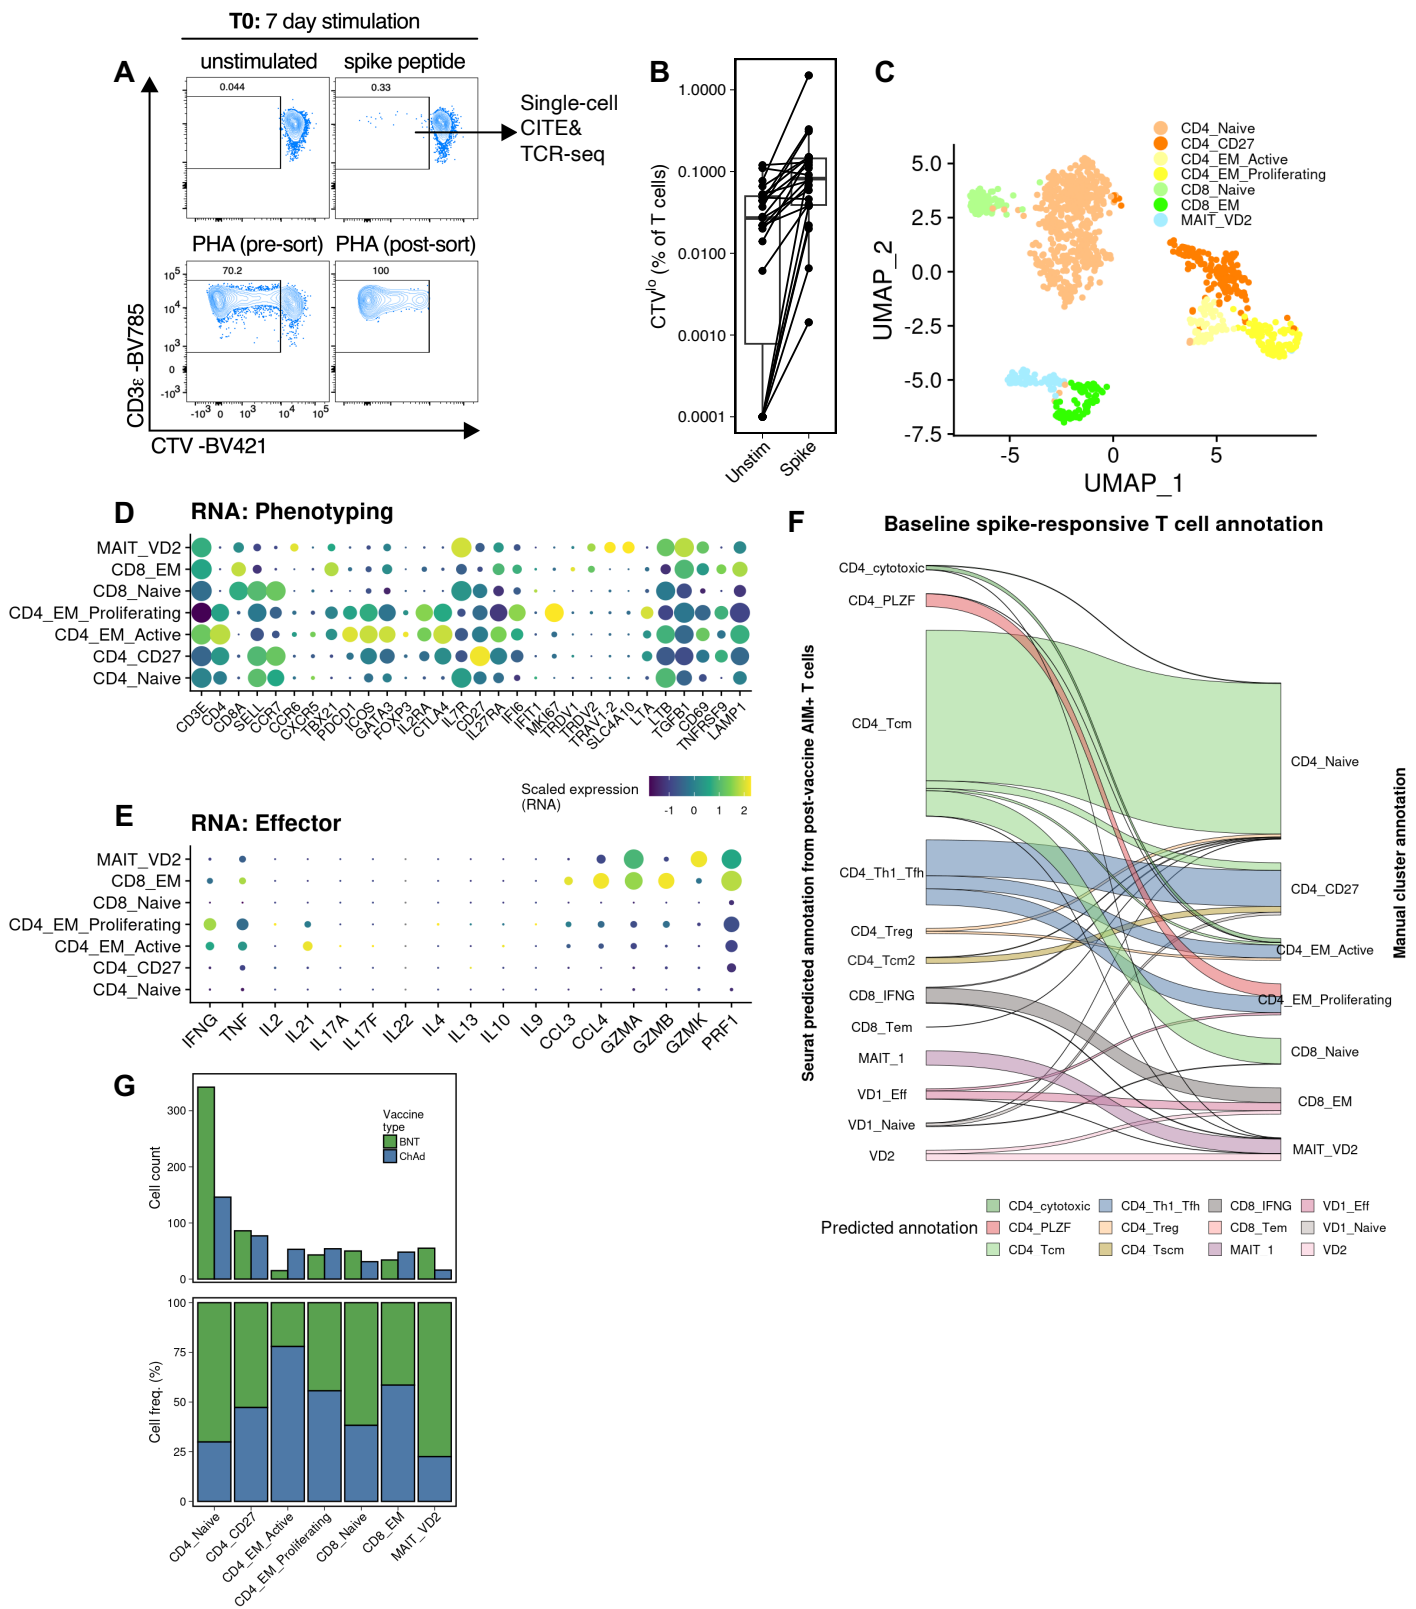 T0: 7 day stimulation
A
unstimulated
spike peptide
0.044
0.33
Single-cell
CITE&
TCR-seq
PHA (pre-sort)
PHA (post-sort)
70.2
100
10⁵
10⁴
10³
0
-10³
-10³ 0 10³ 10⁴ 10⁵
CD3ε -BV785
CTV -BV421
B
CTVˡᵒ (% of T cells)
1.0000
0.1000
0.0100
0.0010
0.0001
Unstim
Spike
C
CD4_Naive
CD4_CD27
CD4_EM_Active
CD4_EM_Proliferating
CD8_Naive
CD8_EM
MAIT_VD2
UMAP_2
5.0
2.5
0.0
-2.5
-5.0
-7.5
-5 0 5
UMAP_1
D
RNA: Phenotyping
MAIT_VD2
CD8_EM
CD8_Naive
CD4_EM_Proliferating
CD4_EM_Active
CD4_CD27
CD4_Naive
CD3E
CD4
CD8A
SELL
CCR7
CCR6
CXCR5
TBX21
PDCD1
ICOS
GATA3
FOXP3
IL2RA
CTLA4
IL7R
CD27
IL27RA
IFI6
IFIT1
MKI67
TRDV1
TRDV2
TRAV1-2
SLC4A10
LTA
LTB
TGFB1
CD69
TNFRSF9
LAMP1
Scaled expression
(RNA)
-1 0 1 2
E
RNA: Effector
MAIT_VD2
CD8_EM
CD8_Naive
CD4_EM_Proliferating
CD4_EM_Active
CD4_CD27
CD4_Naive
IFNG
TNF
IL2
IL21
IL17A
IL17F
IL22
IL4
IL13
IL10
IL9
CCL3
CCL4
GZMA
GZMB
GZMK
PRF1
F
Baseline spike-responsive T cell annotation
Seurat predicted annotation from post-vaccine AIM+ T cells
CD4_cytotoxic
CD4_PLZF
CD4_Tcm
CD4_Th1_Tfh
CD4_Treg
CD4_Tcm2
CD8_IFNG
CD8_Tem
MAIT_1
VD1_Eff
VD1_Naive
VD2
CD4_Naive
CD4_CD27
CD4_EM_Active
CD4_EM_Proliferating
CD8_Naive
CD8_EM
MAIT_VD2
Manual cluster annotation
Predicted annotation
CD4_cytotoxic
CD4_Th1_Tfh
CD8_IFNG
VD1_Eff
CD4_PLZF
CD4_Treg
CD8_Tem
VD1_Naive
CD4_Tcm
CD4_Tscm
MAIT_1
VD2
G
Cell count
300
200
100
0
Vaccine
type
BNT
ChAd
Cell freq. (%)
100
75
50
25
0
CD4_Naive
CD4_CD27
CD4_EM_Active
CD4_EM_Proliferating
CD8_Naive
CD8_EM
MAIT_VD2